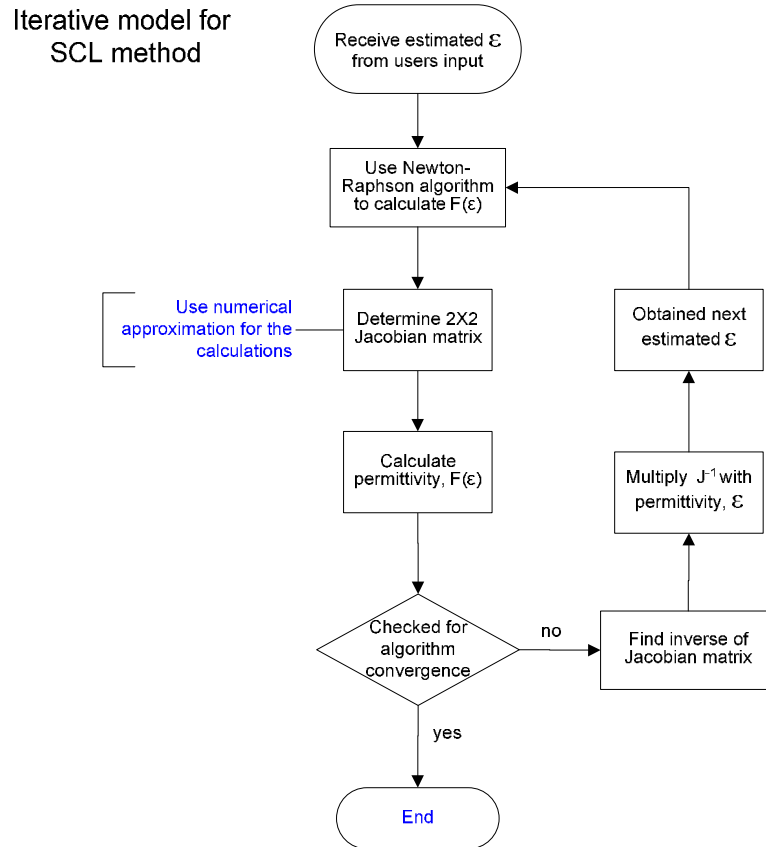 Iterative model for
SCL method
Receive estimated ε
from users input
Use Newton-
Raphson algorithm
to calculate F(ε)
Use numerical
approximation for the
calculations
Determine 2X2
Jacobian matrix
Obtained next
estimated ε
Calculate
permittivity, F(ε)
Multiply J⁻¹ with
permittivity, ε
Checked for
algorithm
convergence
no
Find inverse of
Jacobian matrix
yes
End